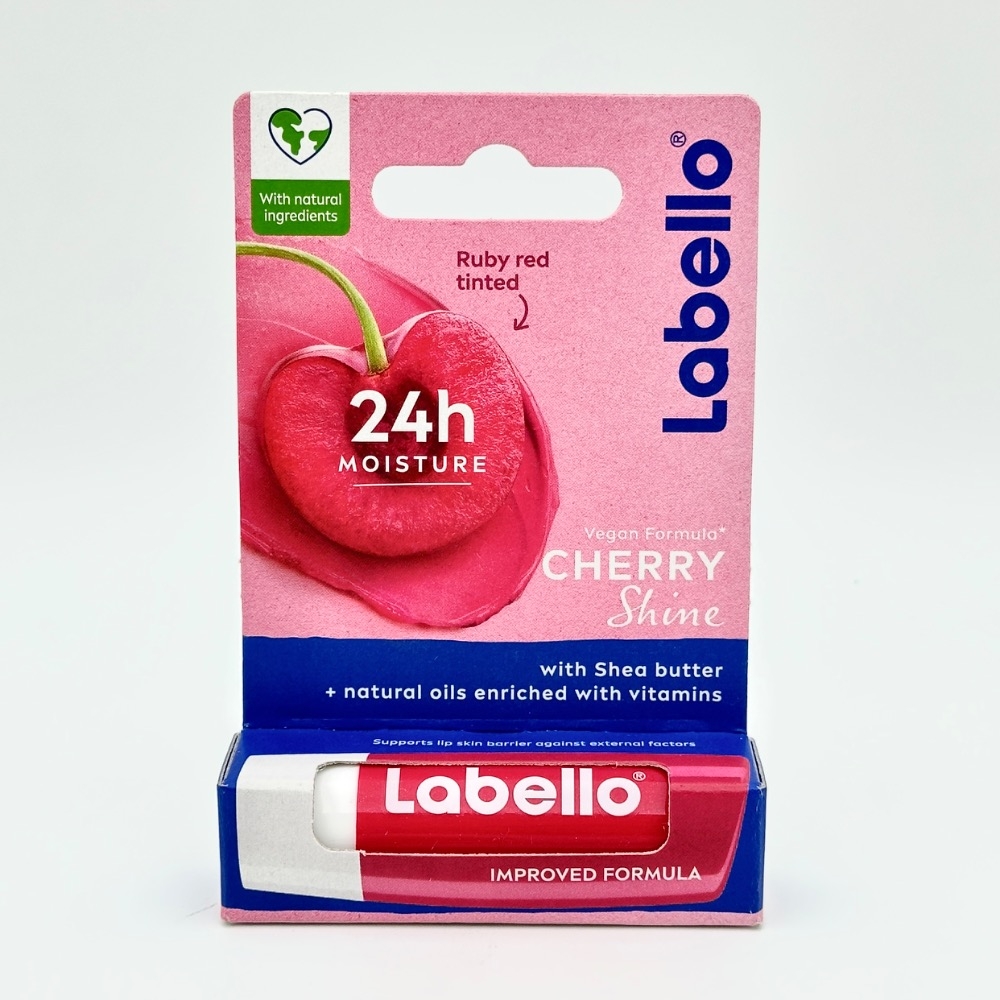 With natural
ingredients
Labello®
Ruby red
tinted
24h
MOISTURE
Vegan Formula*
CHERRY
Shine
with Shea butter
+ natural oils enriched with vitamins
Supports lip skin barrier against external factors
Labello®
IMPROVED FORMULA